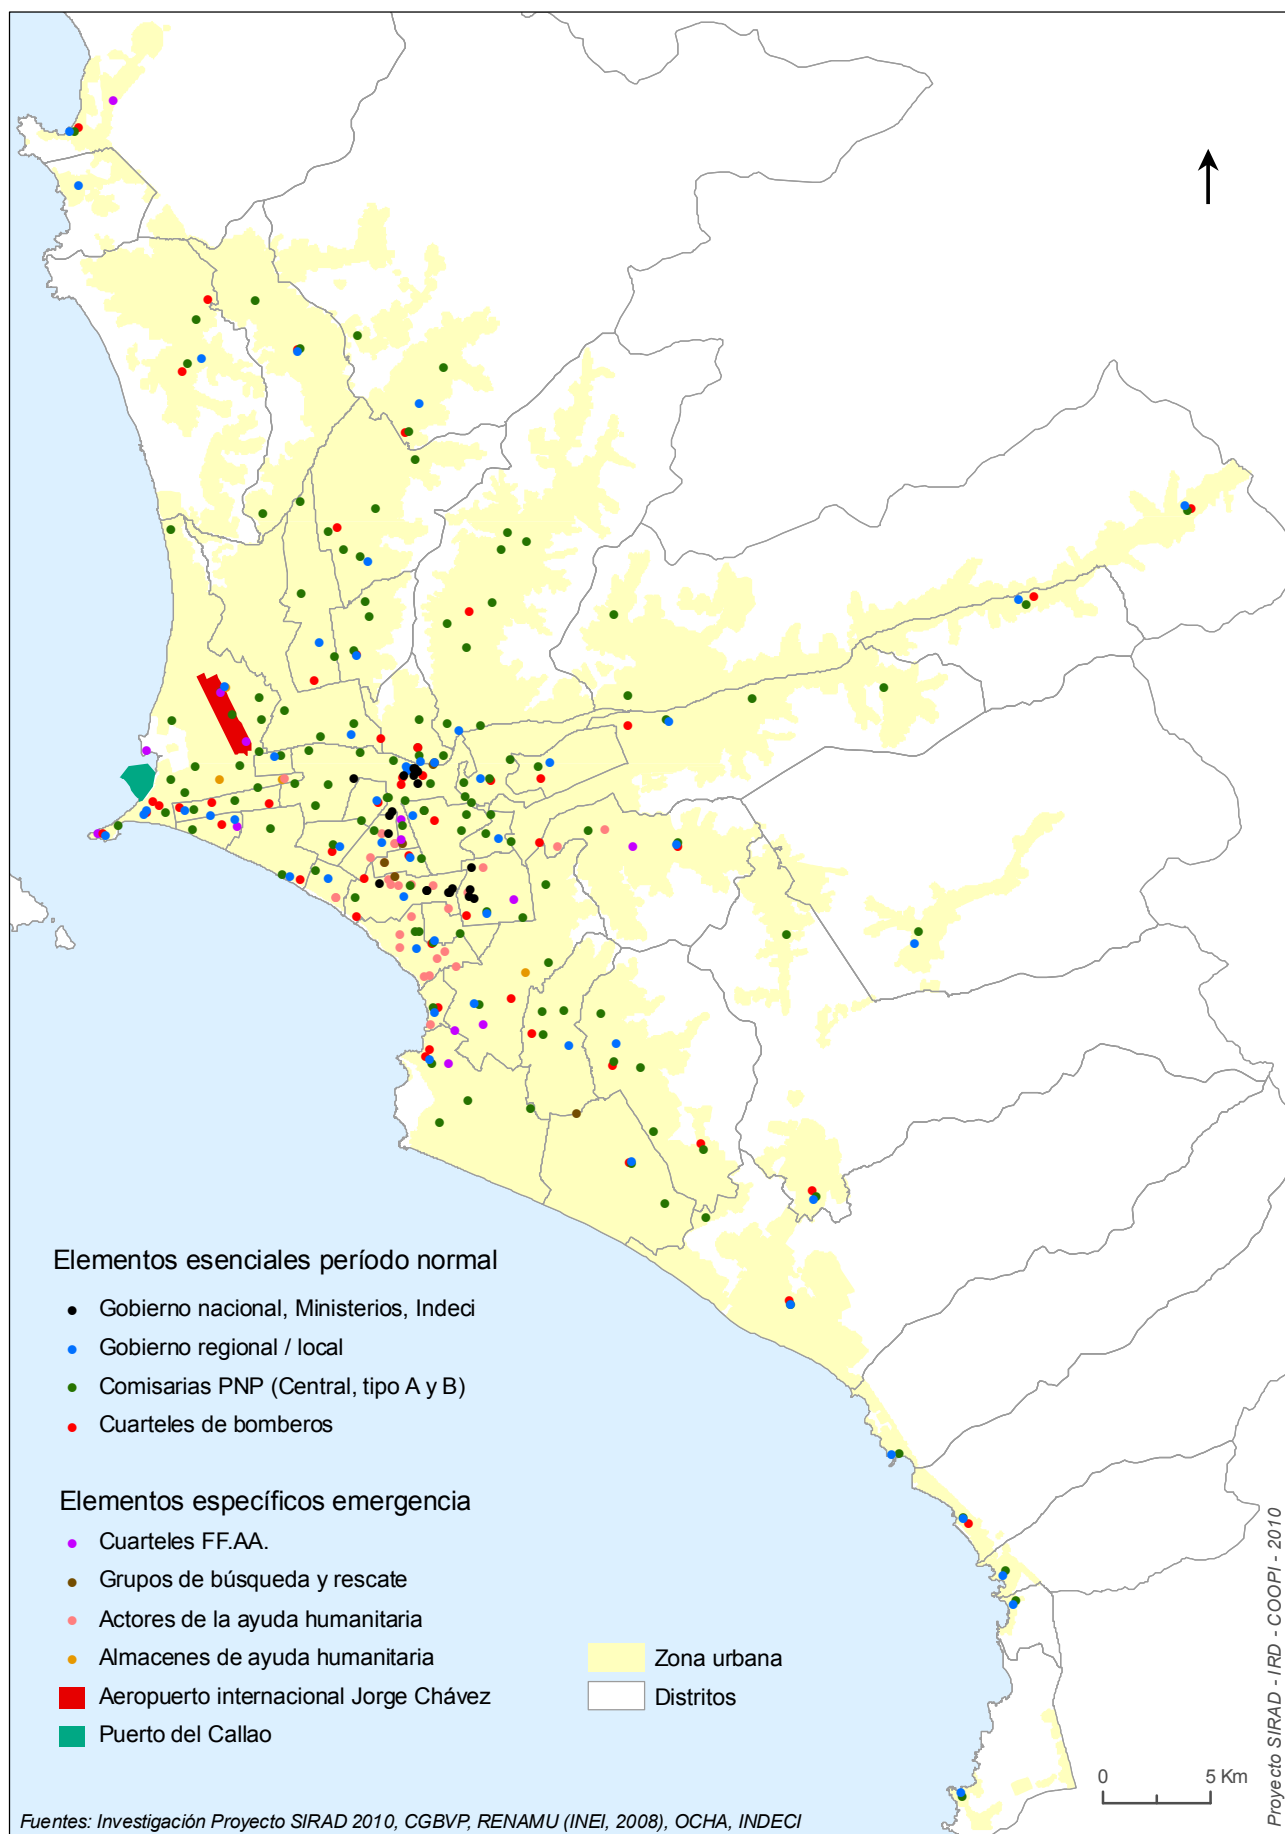 Elementos esenciales período normal
Gobierno nacional, Ministerios, Indeci
Gobierno regional / local
Comisarias PNP (Central, tipo A y B)
Cuarteles de bomberos
Elementos específicos emergencia
Cuarteles FF.AA.
Grupos de búsqueda y rescate
Actores de la ayuda humanitaria
Almacenes de ayuda humanitaria
Aeropuerto internacional Jorge Chávez
Puerto del Callao
Zona urbana
Distritos
0 5 Km
Fuentes: Investigación Proyecto SIRAD 2010, CGBVP, RENAMU (INEI, 2008), OCHA, INDECI
Proyecto SIRAD - IRD - COOPI - 2010